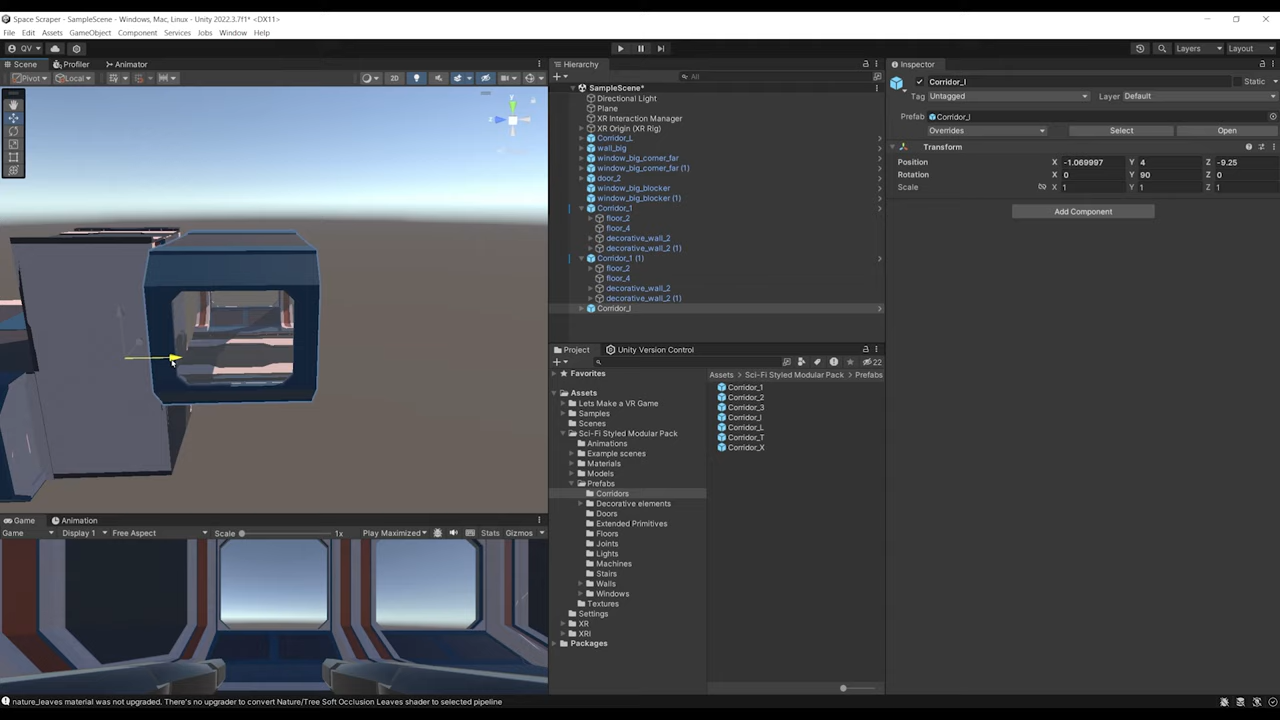 Space Scraper - SampleScene - Windows, Mac, Linux - Unity 2022.3.7f1* <DX11>
File Edit Assets GameObject Component Services Jobs Window Help
QV Layers Layout
Scene Profiler Animator
Pivot Local 2D
Hierarchy
All
SampleScene*
Directional Light
Plane
XR Interaction Manager
XR Origin (XR Rig)
Corridor_L
wall_big
window_big_corner_far
window_big_corner_far (1)
door_2
window_big_blocker
window_big_blocker (1)
Corridor_1
floor_2
floor_4
decorative_wall_2
decorative_wall_2 (1)
Corridor_1 (1)
floor_2
floor_4
decorative_wall_2
decorative_wall_2 (1)
Corridor_I
Inspector
Corridor_I Static
Tag Untagged Layer Default
Prefab Corridor_I
Overrides Select Open
Transform
Position X -1.069997 Y 4 Z -9.25
Rotation X 0 Y 90 Z 0
Scale X 1 Y 1 Z 1
Add Component
Project Unity Version Control
22
Favorites
Assets
Lets Make a VR Game
Samples
Scenes
Sci-Fi Styled Modular Pack
Animations
Example scenes
Materials
Models
Prefabs
Corridors
Decorative elements
Doors
Extended Primitives
Floors
Joints
Lights
Machines
Stairs
Walls
Windows
Textures
Settings
XR
XRI
Packages
Assets Sci-Fi Styled Modular Pack Prefabs
Corridor_1
Corridor_2
Corridor_3
Corridor_I
Corridor_L
Corridor_T
Corridor_X
Game Animation
Game Display 1 Free Aspect Scale 1x Play Maximized Stats Gizmos
nature_leaves material was not upgraded. There's no upgrader to convert Nature/Tree Soft Occlusion Leaves shader to selected pipeline